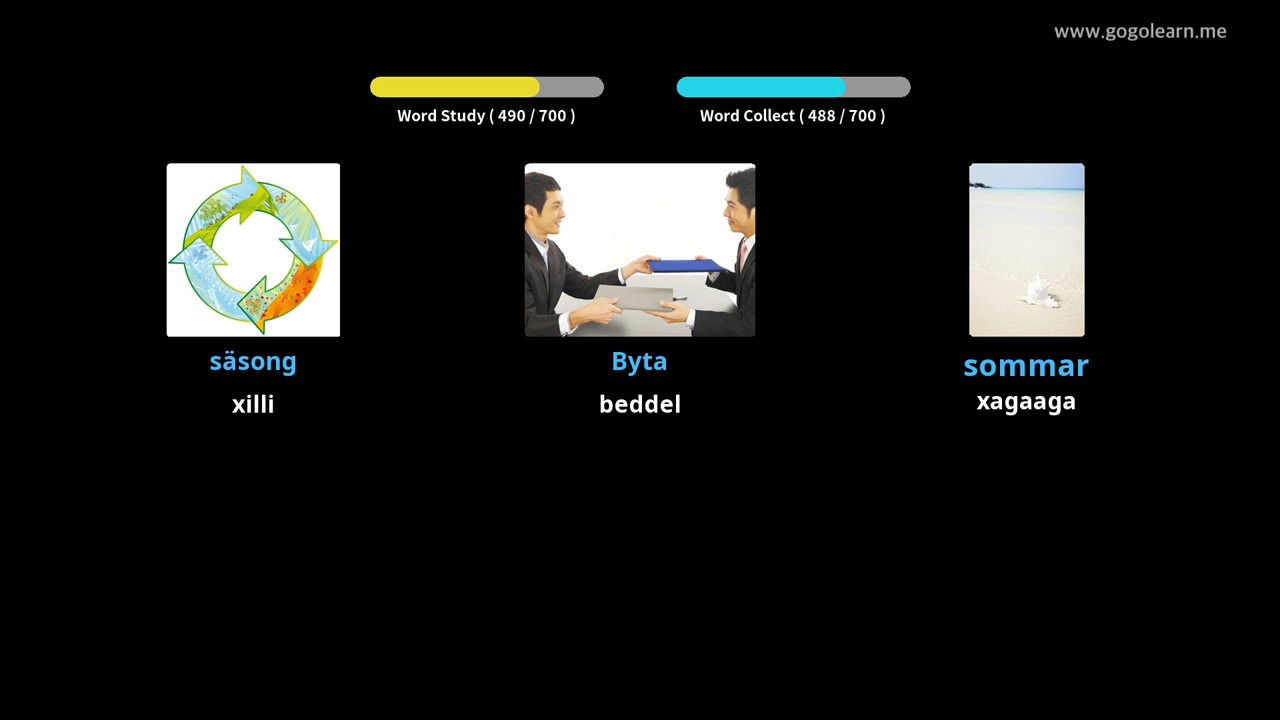 www.gogolearn.me
Word Study ( 490 / 700 )
Word Collect ( 488 / 700 )
säsong
xilli
Byta
beddel
sommar
xagaaga